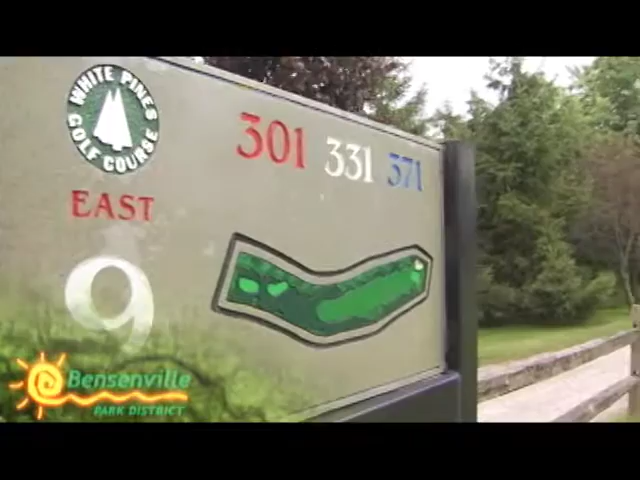 WHITE PINES
GOLF COURSE
EAST
9
301 331 371
Bensenville
PARK DISTRICT